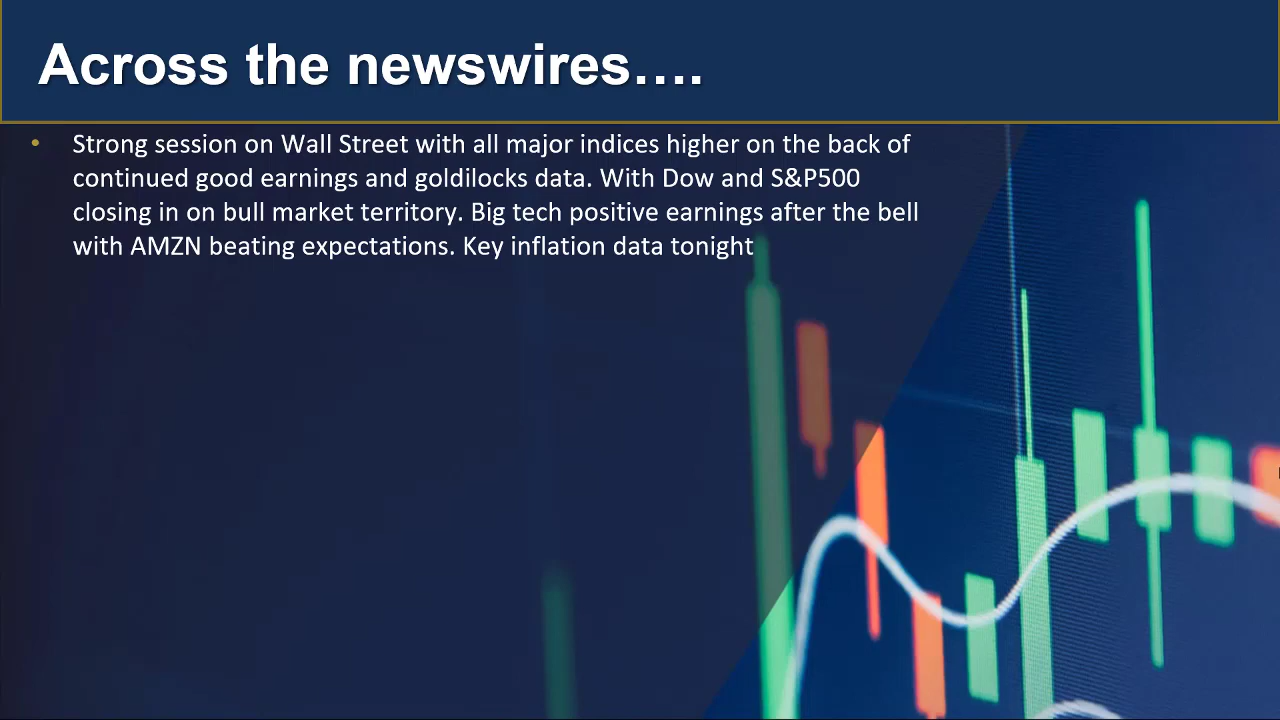 Across the newswires….
• Strong session on Wall Street with all major indices higher on the back of
continued good earnings and goldilocks data. With Dow and S&P500
closing in on bull market territory. Big tech positive earnings after the bell
with AMZN beating expectations. Key inflation data tonight